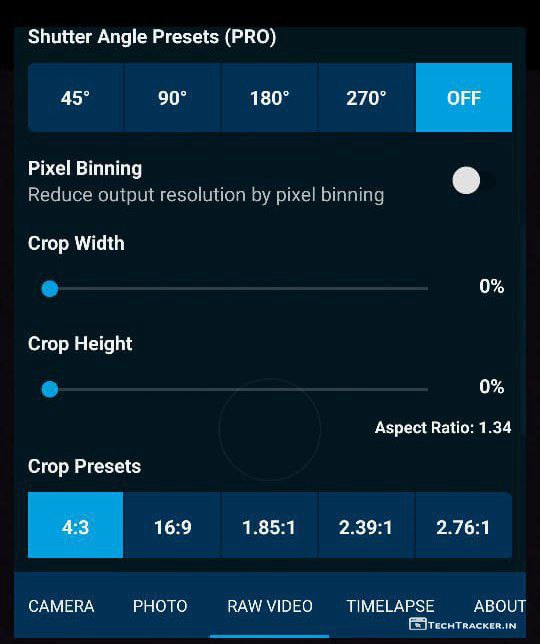 Shutter Angle Presets (PRO)
45° 90° 180° 270° OFF
Pixel Binning
Reduce output resolution by pixel binning
Crop Width
0%
Crop Height
0%
Aspect Ratio: 1.34
Crop Presets
4:3 16:9 1.85:1 2.39:1 2.76:1
CAMERA PHOTO RAW VIDEO TIMELAPSE ABOUT
TECHTRACKER.IN